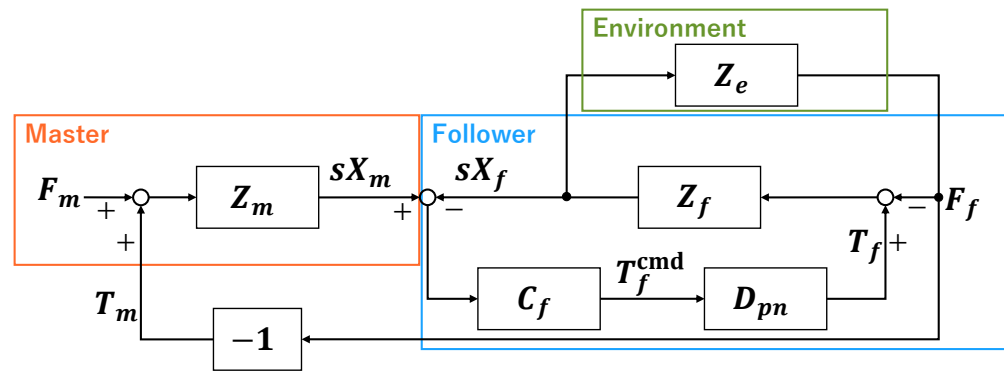 Environment
Z_e
Master
Follower
F_m
+
+
Z_m
sX_m
+
−
sX_f
Z_f
−
F_f
T_f +
T_m
C_f
T_f^cmd
D_pn
−1